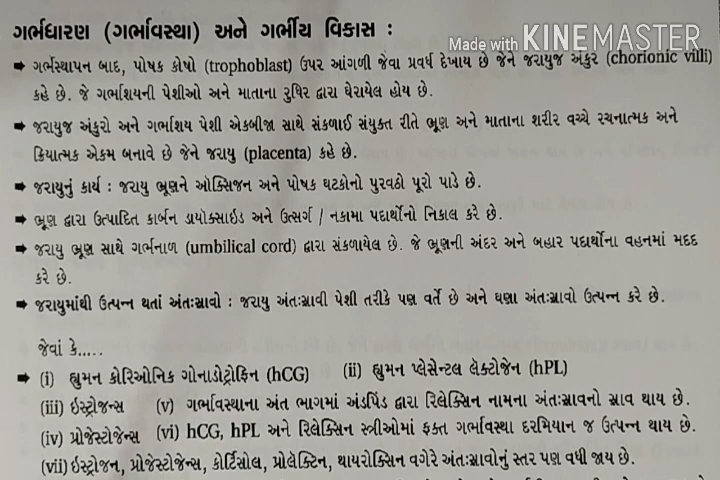 Made with KINEMASTER
ગર્ભધારણ (ગર્ભાવસ્થા) અને ગર્ભીય વિકાસ :
➡ ગર્ભસ્થાપન બાદ, પોષક કોષો (trophoblast) ઉપર આંગળી જેવા પ્રવર્ધ દેખાય છે જેને જરાયુજ અંકુર (chorionic villi)
કહે છે. જે ગર્ભાશયની પેશીઓ અને માતાના રુધિર દ્વારા ઘેરાયેલ હોય છે.
➡ જરાયુજ અંકુરો અને ગર્ભાશય પેશી એકબીજા સાથે સંકળાઈ સંયુક્ત રીતે ભ્રૂણ અને માતાના શરીર વચ્ચે રચનાત્મક અને
ક્રિયાત્મક એકમ બનાવે છે જેને જરાયુ (placenta) કહે છે.
➡ જરાયુનું કાર્ય : જરાયુ ભ્રૂણને ઑક્સિજન અને પોષક ઘટકોનો પુરવઠો પૂરો પાડે છે.
➡ ભ્રૂણ દ્વારા ઉત્પાદિત કાર્બન ડાયોક્સાઇડ અને ઉત્સર્ગ / નકામા પદાર્થોનો નિકાલ કરે છે.
➡ જરાયુ ભ્રૂણ સાથે ગર્ભનાળ (umbilical cord) દ્વારા સંકળાયેલ છે. જે ભ્રૂણની અંદર અને બહાર પદાર્થોના વહનમાં મદદ
કરે છે.
➡ જરાયુમાંથી ઉત્પન્ન થતાં અંતઃસ્રાવો : જરાયુ અંતઃસ્રાવી પેશી તરીકે પણ વર્તે છે અને ઘણા અંતઃસ્રાવો ઉત્પન્ન કરે છે.
જેવાં કે.....
➡ (i) હ્યુમન કોરિઓનિક ગોનાડોટ્રોફિન (hCG) (ii) હ્યુમન પ્લેસેન્ટલ લેક્ટોજેન (hPL)
(iii) ઇસ્ટ્રોજન્સ (v) ગર્ભાવસ્થાના અંત ભાગમાં અંડપિંડ દ્વારા રિલેક્સિન નામના અંતઃસ્રાવનો સ્રાવ થાય છે.
(iv) પ્રોજેસ્ટોજેન્સ (vi) hCG, hPL અને રિલેક્સિન સ્ત્રીઓમાં ફક્ત ગર્ભાવસ્થા દરમિયાન જ ઉત્પન્ન થાય છે.
(vii) ઇસ્ટ્રોજન, પ્રોજેસ્ટોજેન્સ, કોર્ટિસોલ, પ્રોલેક્ટિન, થાયરોક્સિન વગેરે અંતઃસ્રાવોનું સ્તર પણ વધી જાય છે.